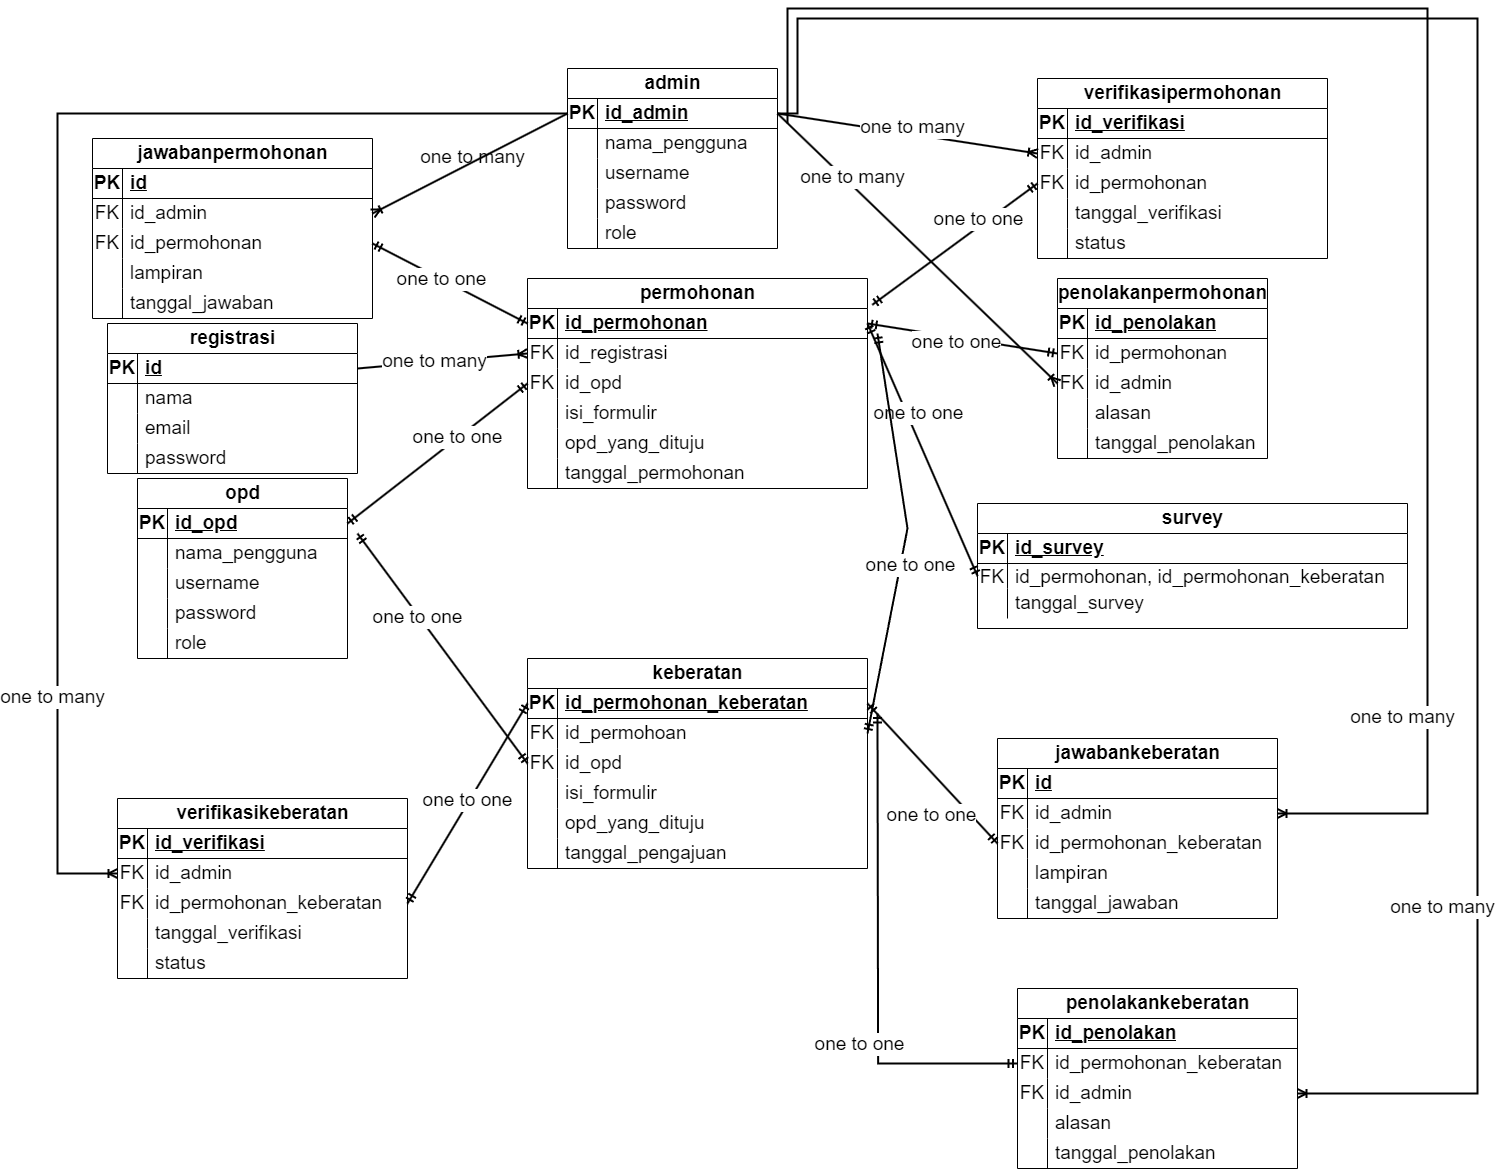 admin
PK id_admin
nama_pengguna
username
password
role
verifikasipermohonan
PK id_verifikasi
FK id_admin
FK id_permohonan
tanggal_verifikasi
status
jawabanpermohonan
PK id
FK id_admin
FK id_permohonan
lampiran
tanggal_jawaban
one to many
one to many
one to many
one to one
one to one
permohonan
PK id_permohonan
FK id_registrasi
FK id_opd
isi_formulir
opd_yang_dituju
tanggal_permohonan
penolakanpermohonan
PK id_penolakan
FK id_permohonan
FK id_admin
alasan
tanggal_penolakan
registrasi
PK id
nama
email
password
one to many
one to one
one to one
one to one
opd
PK id_opd
nama_pengguna
username
password
role
survey
PK id_survey
FK id_permohonan, id_permohonan_keberatan
tanggal_survey
one to one
one to one
one to many
keberatan
PK id_permohonan_keberatan
FK id_permohoan
FK id_opd
isi_formulir
opd_yang_dituju
tanggal_pengajuan
one to many
jawabankeberatan
PK id
FK id_admin
FK id_permohonan_keberatan
lampiran
tanggal_jawaban
one to one
one to one
verifikasikeberatan
PK id_verifikasi
FK id_admin
FK id_permohonan_keberatan
tanggal_verifikasi
status
one to many
one to one
penolakankeberatan
PK id_penolakan
FK id_permohonan_keberatan
FK id_admin
alasan
tanggal_penolakan